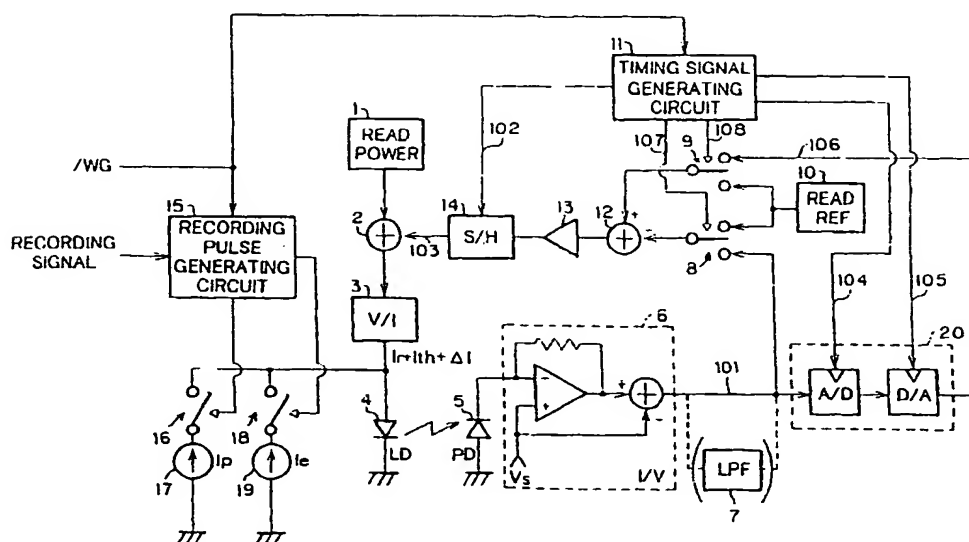 11
TIMING SIGNAL
GENERATING
CIRCUIT
1
READ
POWER
102
107
108
9
106
10
READ
REF
/WG
15
RECORDING
PULSE
GENERATING
CIRCUIT
RECORDING
SIGNAL
2
14
S/H
103
13
12
+
-
8
3
V/I
104
105
Ir+Ith+ΔI
6
20
16
18
4
LD
5
PD
-
+
+
-
101
A/D
D/A
Ip
17
Ie
19
Vs
I/V
LPF
7